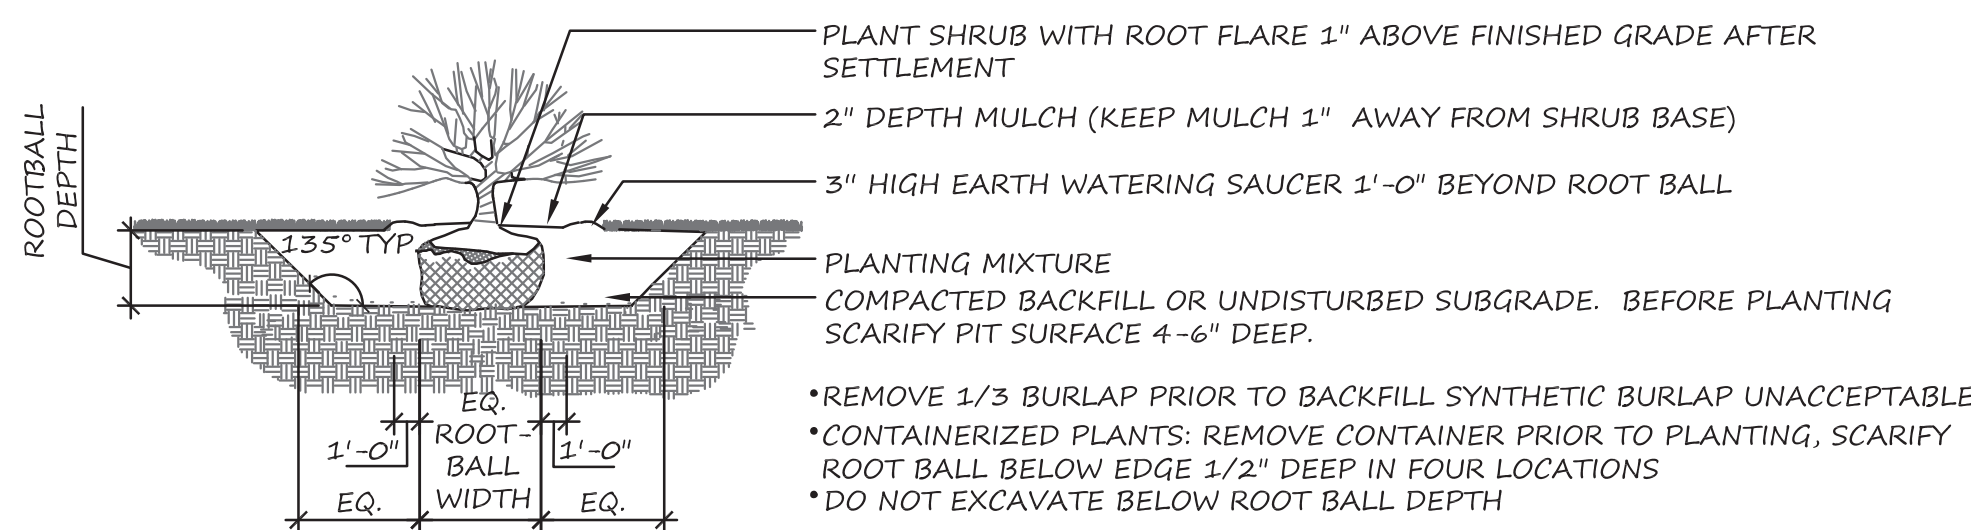 PLANT SHRUB WITH ROOT FLARE 1" ABOVE FINISHED GRADE AFTER
SETTLEMENT
2" DEPTH MULCH (KEEP MULCH 1" AWAY FROM SHRUB BASE)
3" HIGH EARTH WATERING SAUCER 1'-0" BEYOND ROOT BALL
ROOTBALL
DEPTH
135° TYP
PLANTING MIXTURE
COMPACTED BACKFILL OR UNDISTURBED SUBGRADE. BEFORE PLANTING
SCARIFY PIT SURFACE 4-6" DEEP.
•REMOVE 1/3 BURLAP PRIOR TO BACKFILL SYNTHETIC BURLAP UNACCEPTABLE
•CONTAINERIZED PLANTS: REMOVE CONTAINER PRIOR TO PLANTING, SCARIFY
ROOT BALL BELOW EDGE 1/2" DEEP IN FOUR LOCATIONS
•DO NOT EXCAVATE BELOW ROOT BALL DEPTH
EQ.
ROOT-
BALL
WIDTH
1'-0"
1'-0"
EQ.
EQ.